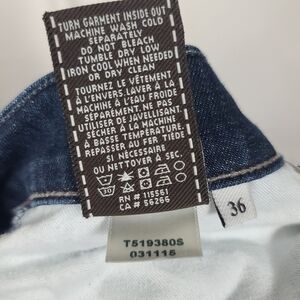 TURN GARMENT INSIDE OUT
MACHINE WASH COLD
SEPARATELY
DO NOT BLEACH
TUMBLE DRY LOW
IRON COOL WHEN NEEDED
OR DRY CLEAN
TOURNEZ LE VÊTEMENT
À L'ENVERS.LAVER À LA
MACHINE À L'EAU FROIDE
SÉPARÉMENT. NE PAS
UTILISER DE JAVELLISANT.
SÉCHER À LA MACHINE
À BASSE TEMPÉRATURE.
REPASSER AU FER TIÈDE
SI NÉCESSAIRE
OU NETTOYER À SEC.
RN # 115561
CA # 56266
36
T519380S
031115